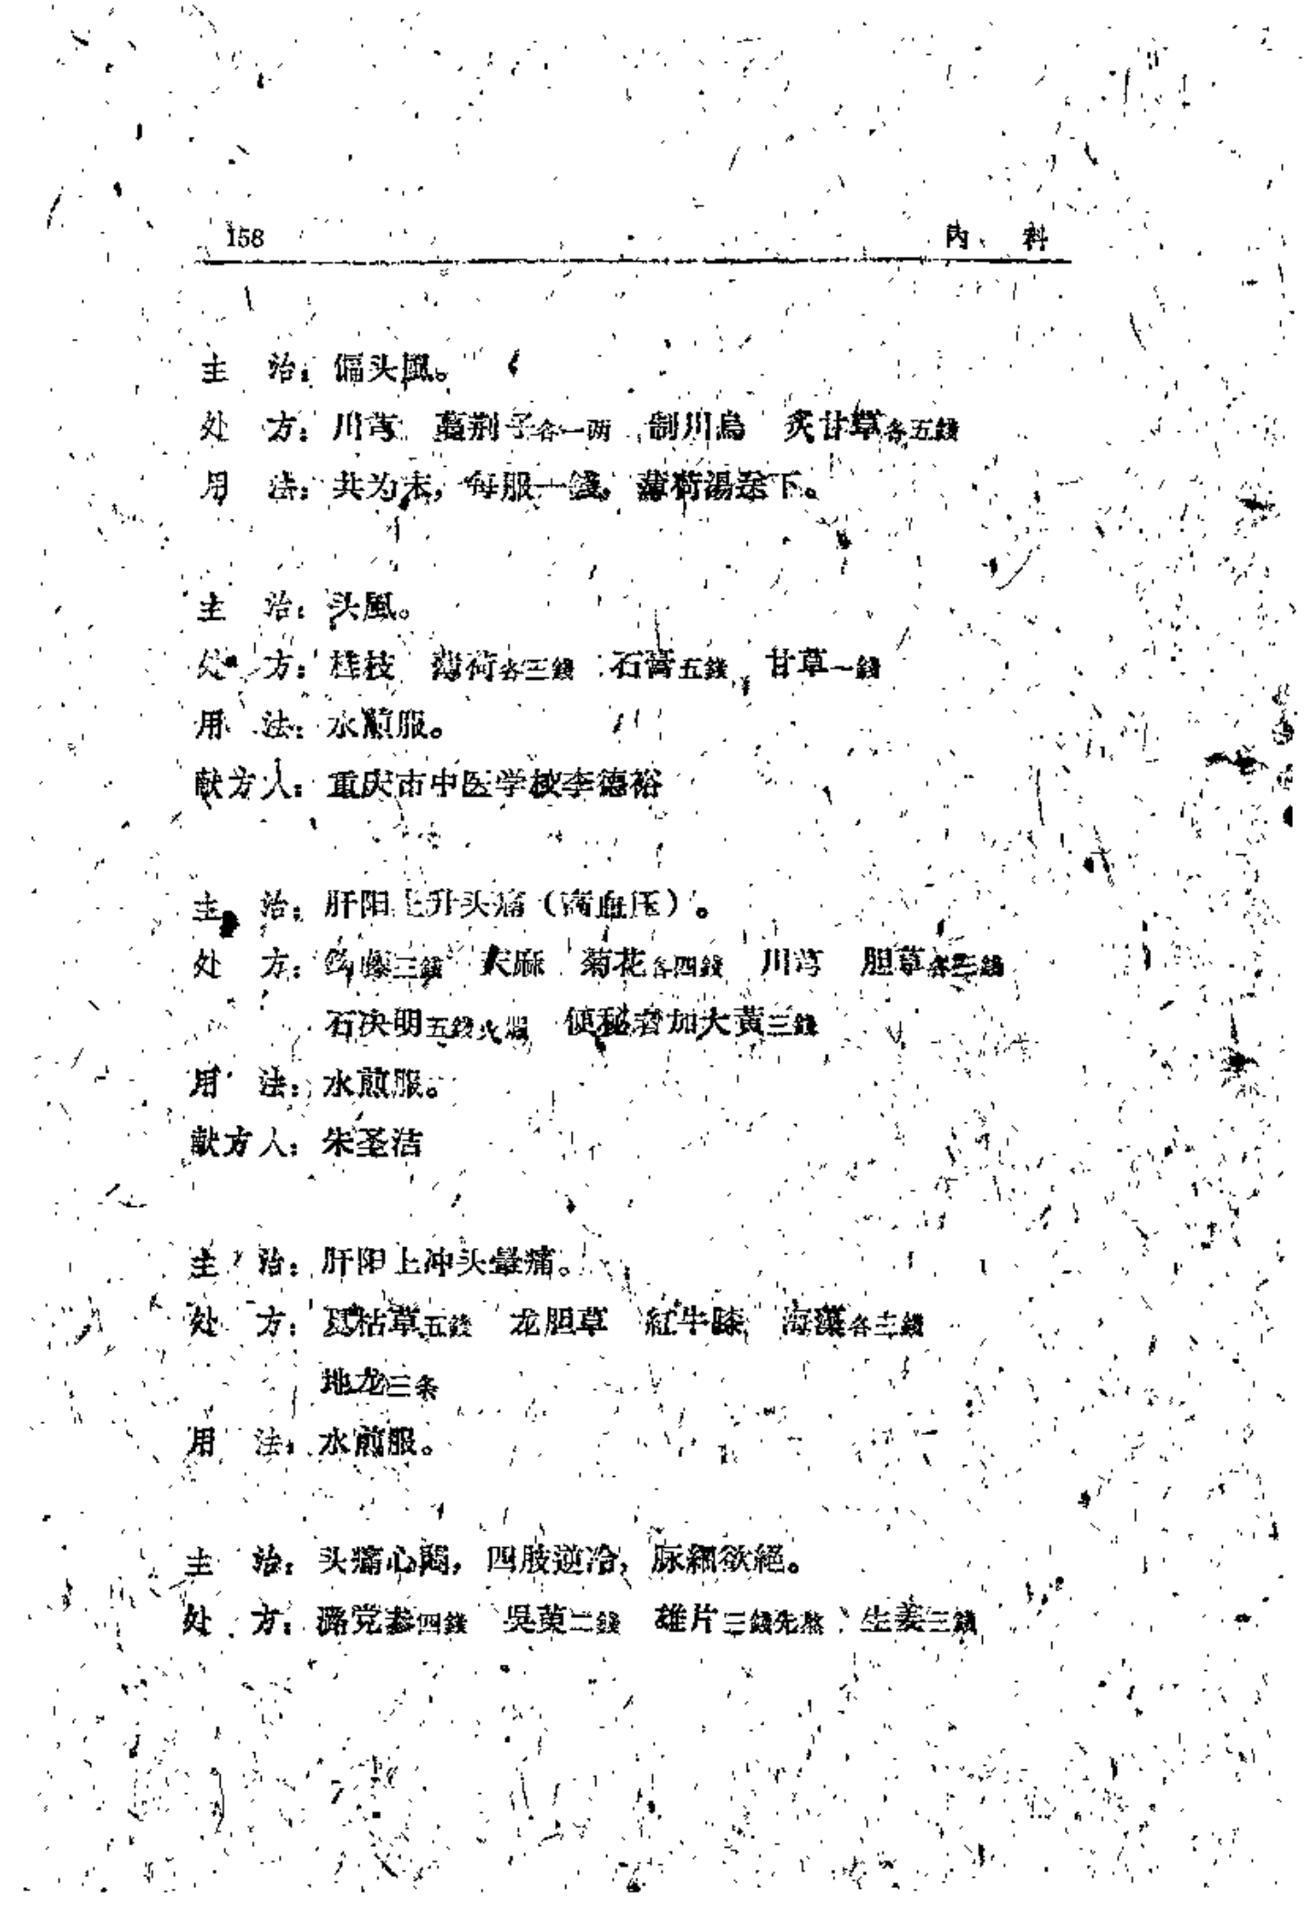 158 内 科
主 治：偏头風。
处 方：川芎 蔓荆子各一两 制川烏 炙甘草各五錢
用 法：共为末，每服一錢，薄荷湯送下。
主 治：头風。
处 方：桂枝 薄荷各三錢 石膏五錢 甘草一錢
用 法：水煎服。
献方人：重庆市中医学校李德裕
主 治：肝阳上升头痛（高血压）。
处 方：鈎藤三錢 天麻 菊花各四錢 川芎 胆草各三錢
石决明五錢火煅 便秘者加大黃三錢
用 法：水煎服。
献方人：朱圣洁
主 治：肝阳上冲头暈痛。
处 方：夏枯草五錢 龙胆草 紅牛膝 海藻各三錢
地龙三条
用 法：水煎服。
主 治：头痛心悶，四肢逆冷，脉細欲絕。
处 方：潞党参四錢 吳萸二錢 雄片三錢先熬 生姜三錢